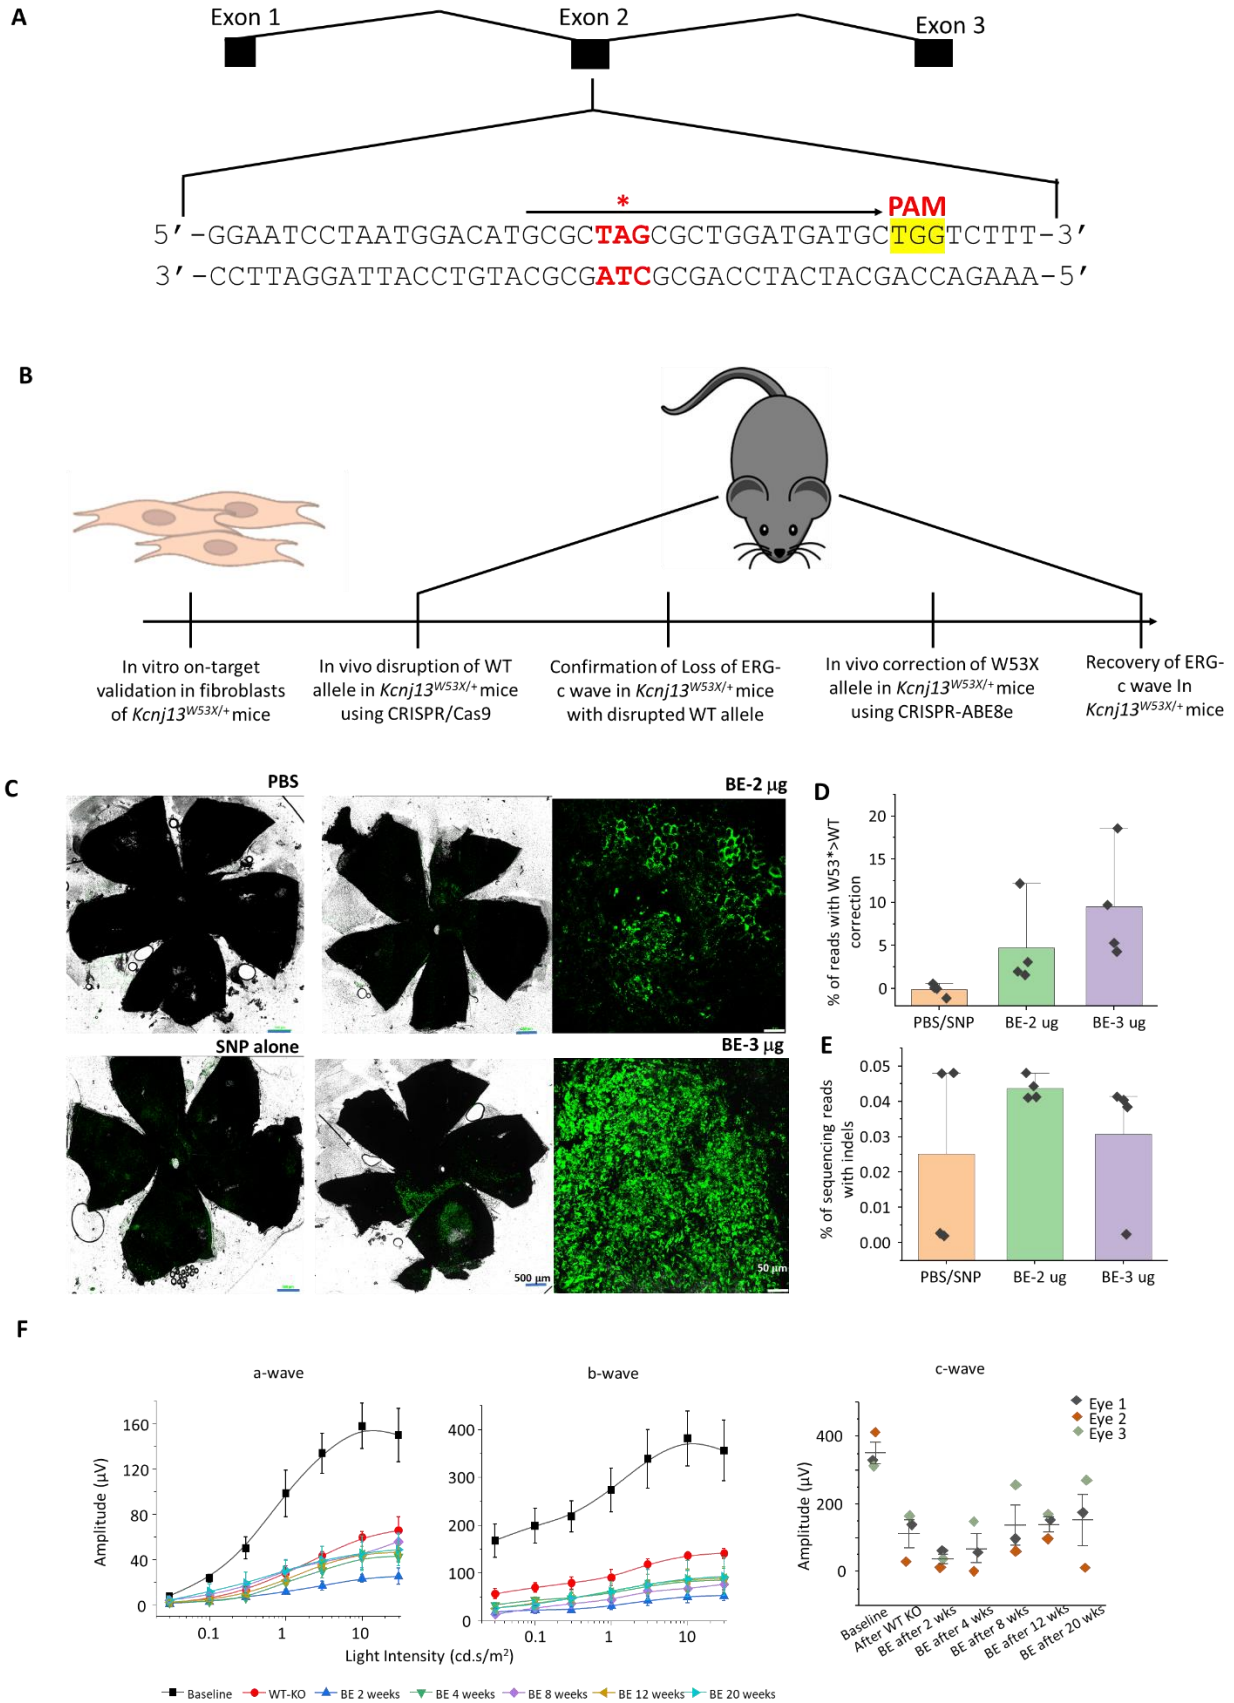 A
Exon 1
Exon 2
Exon 3
*
PAM
5′-GGAATCCTAATGGACATGCGCTAGCGCTGGATGATGCTGGTCTTT-3′
3′-CCTTAGGATTACCTGTACGCGATCGCGACCTACTACGACCAGAAA-5′
B
In vitro on-target
validation in fibroblasts
of Kcnj13W53X/+ mice
In vivo disruption of WT
allele in Kcnj13W53X/+ mice
using CRISPR/Cas9
Confirmation of Loss of ERG-
c wave in Kcnj13W53X/+ mice
with disrupted WT allele
In vivo correction of W53X
allele in Kcnj13W53X/+ mice
using CRISPR-ABE8e
Recovery of ERG-
c wave In
Kcnj13W53X/+ mice
C
PBS
BE-2 µg
SNP alone
BE-3 µg
500 µm
50 µm
D
% of reads with W53*>WT
correction
20
15
10
5
0
PBS/SNP
BE-2 ug
BE-3 ug
E
% of sequencing reads
with indels
0.05
0.04
0.03
0.02
0.01
0.00
PBS/SNP
BE-2 ug
BE-3 ug
F
a-wave
Amplitude (µV)
160
120
80
40
0
0.1
1
10
b-wave
400
300
200
100
0
0.1
1
10
Light Intensity (cd.s/m²)
Baseline
WT-KO
BE 2 weeks
BE 4 weeks
BE 8 weeks
BE 12 weeks
BE 20 weeks
c-wave
Eye 1
Eye 2
Eye 3
Amplitude (µV)
400
200
0
Baseline
After WT KO
BE after 2 wks
BE after 4 wks
BE after 8 wks
BE after 12 wks
BE after 20 wks